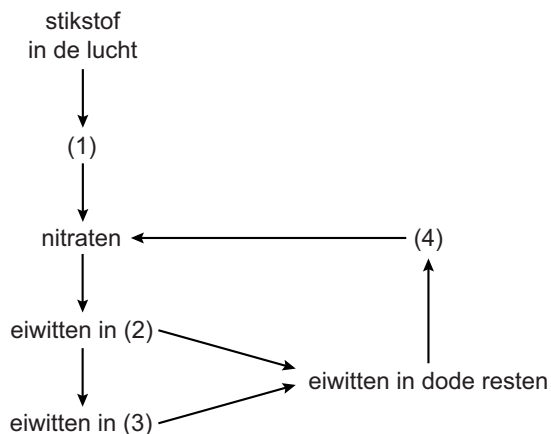 stikstof
in de lucht
(1)
nitraten
(4)
eiwitten in (2)
eiwitten in dode resten
eiwitten in (3)